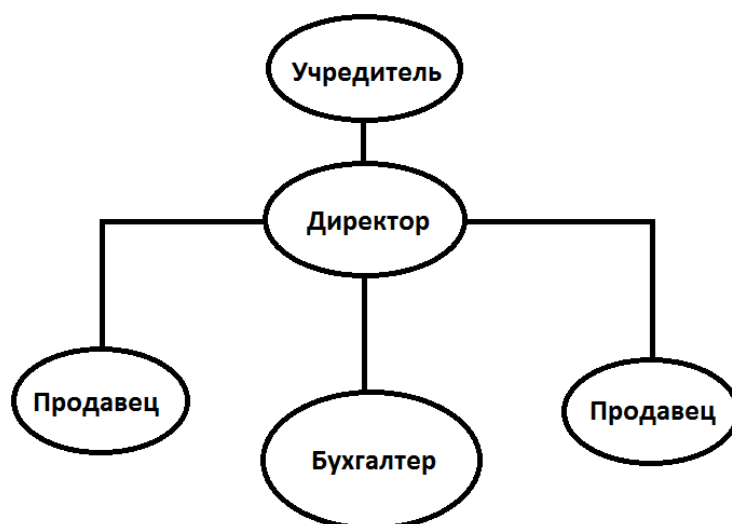 Учредитель
Директор
Продавец
Бухгалтер
Продавец